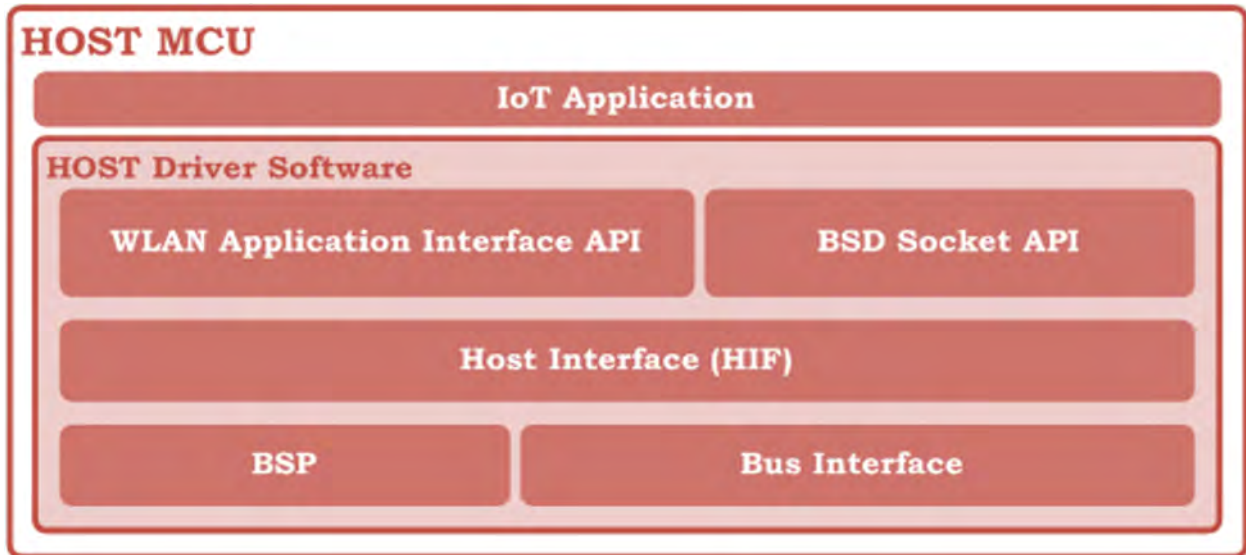 HOST MCU
IoT Application
HOST Driver Software
WLAN Application Interface API
BSD Socket API
Host Interface (HIF)
BSP
Bus Interface